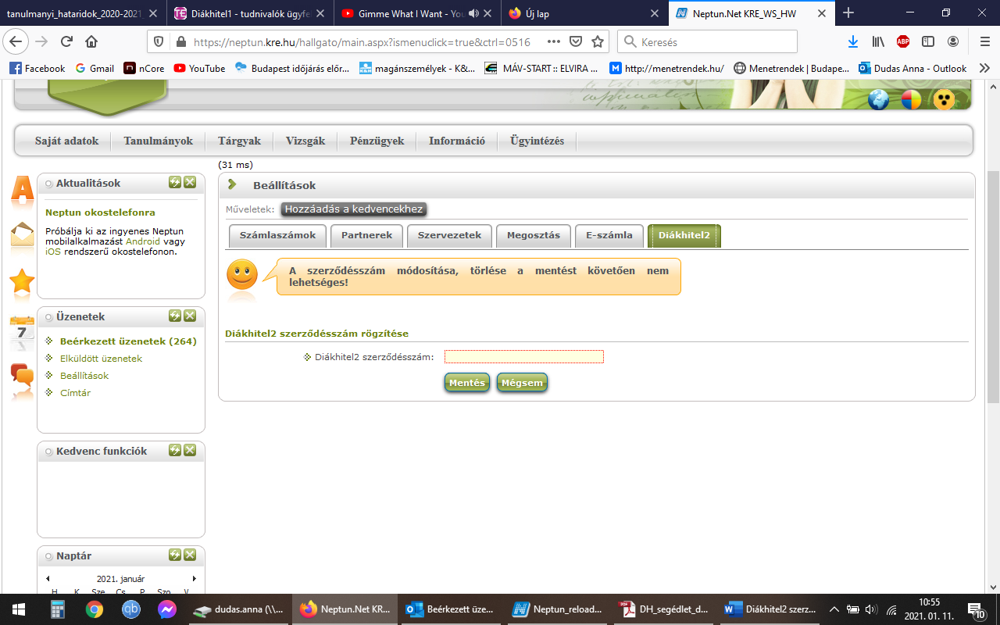 tanulmanyi_hataridok_2020-2021
Diákhitel1 - tudnivalók ügyfe
Gimme What I Want - You
Új lap
Neptun.Net KRE_WS_HW
https://neptun.kre.hu/hallgato/main.aspx?ismenuclick=true&ctrl=0516
Keresés
Facebook
Gmail
nCore
YouTube
Budapest időjárás előr...
magánszemélyek - K&...
MÁV-START :: ELVIRA ...
http://menetrendek.hu/
Menetrendek | Budape...
Dudas Anna - Outlook
Saját adatok
Tanulmányok
Tárgyak
Vizsgák
Pénzügyek
Információ
Ügyintézés
(31 ms)
Aktualitások
Neptun okostelefonra
Próbálja ki az ingyenes Neptun
mobilalkalmazást Android vagy
iOS rendszerű okostelefonon.
Üzenetek
Beérkezett üzenetek (264)
Elküldött üzenetek
Beállítások
Címtár
Kedvenc funkciók
Naptár
2021. január
H K Sze Cs P Szo V
7
Beállítások
Műveletek: Hozzáadás a kedvencekhez
Számlaszámok
Partnerek
Szervezetek
Megosztás
E-számla
Diákhitel2
A szerződésszám módosítása, törlése a mentést követően nem
lehetséges!
Diákhitel2 szerződésszám rögzítése
Diákhitel2 szerződésszám:
Mentés
Mégsem
ABP
dudas.anna (\\...
Neptun.Net KR...
Beérkezett üze...
Neptun_reload...
DH_segédlet_d...
Diákhitel2 szerz...
10:55
2021. 01. 11.
10